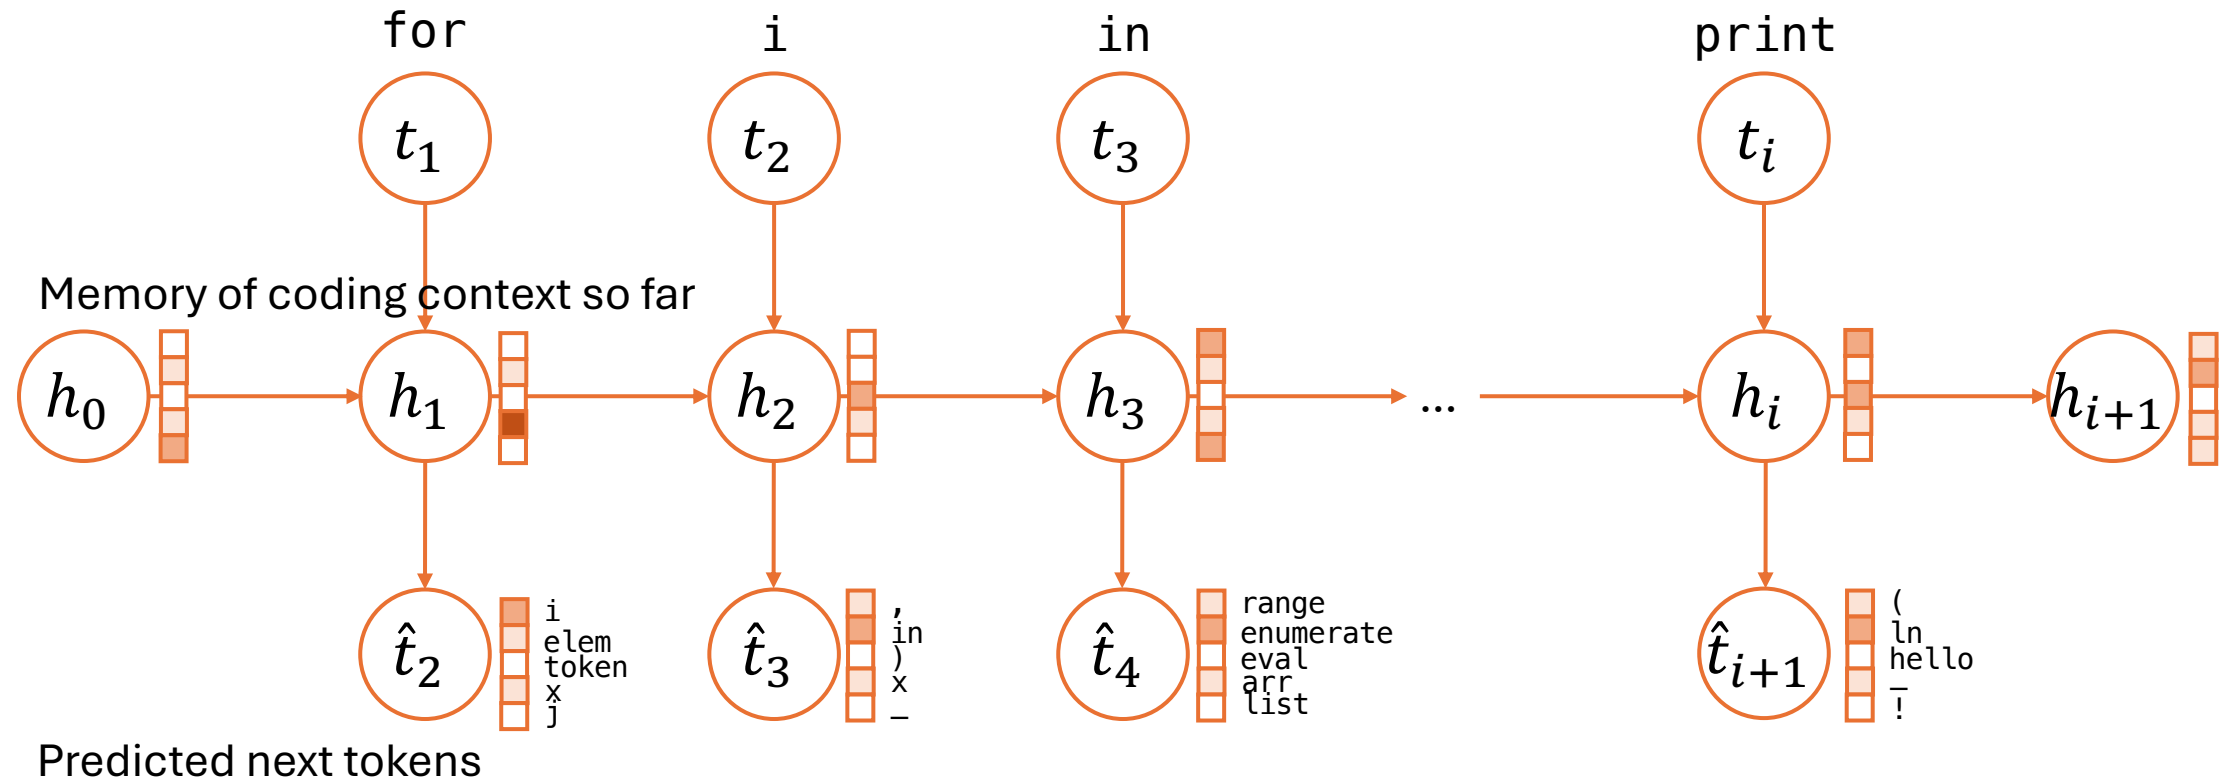 for i in print
t₁ t₂ t₃ tᵢ
Memory of coding context so far
h₀ h₁ h₂ h₃ ... hᵢ hᵢ₊₁
t̂₂
i
elem
token
x
j
t̂₃
,
in
)
x
_
t̂₄
range
enumerate
eval
arr
list
t̂ᵢ₊₁
(
ln
hello
_
!
Predicted next tokens